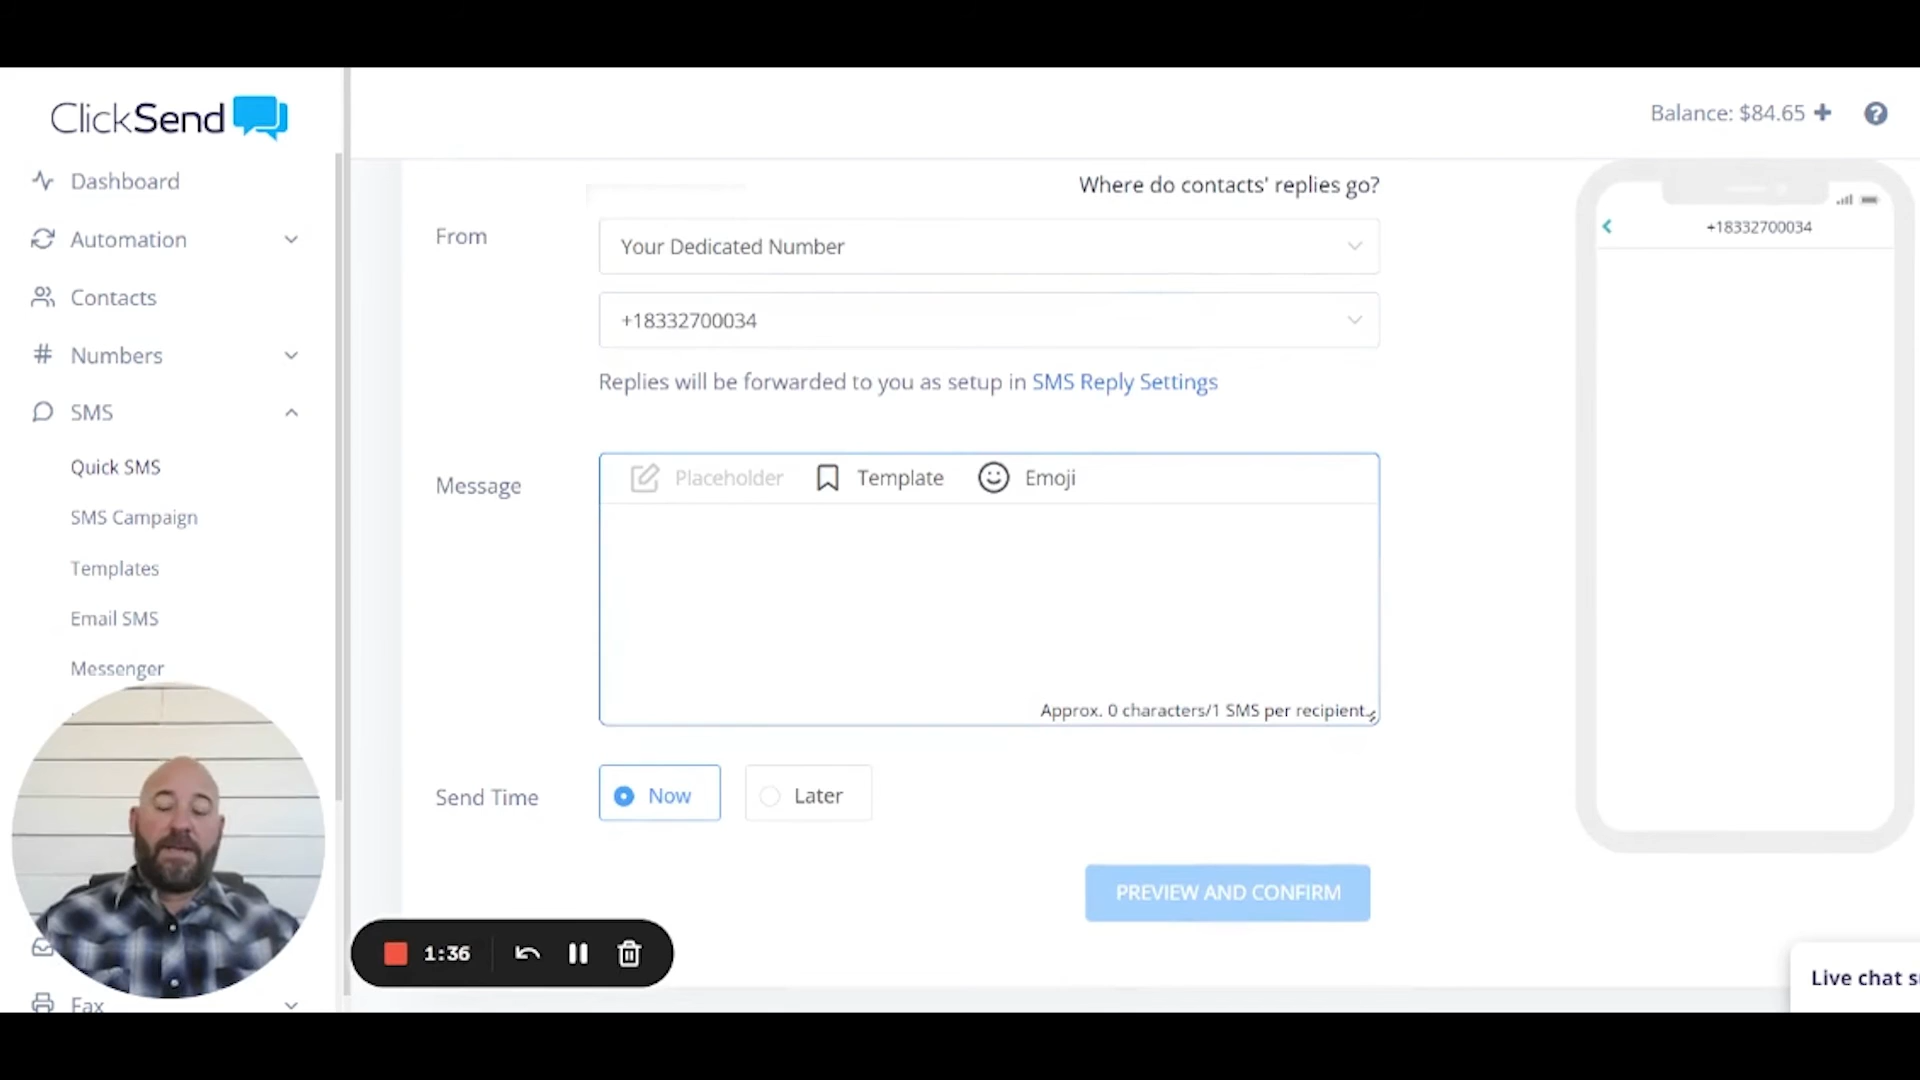 ClickSend
Balance: $84.65
Dashboard
Automation
Contacts
Numbers
SMS
Quick SMS
SMS Campaign
Templates
Email SMS
Messenger
Fax
Where do contacts' replies go?
From
Your Dedicated Number
+18332700034
Replies will be forwarded to you as setup in SMS Reply Settings
Message
Placeholder Template Emoji
Approx. 0 characters/1 SMS per recipient.
Send Time
Now Later
PREVIEW AND CONFIRM
1:36
+18332700034
Live chat